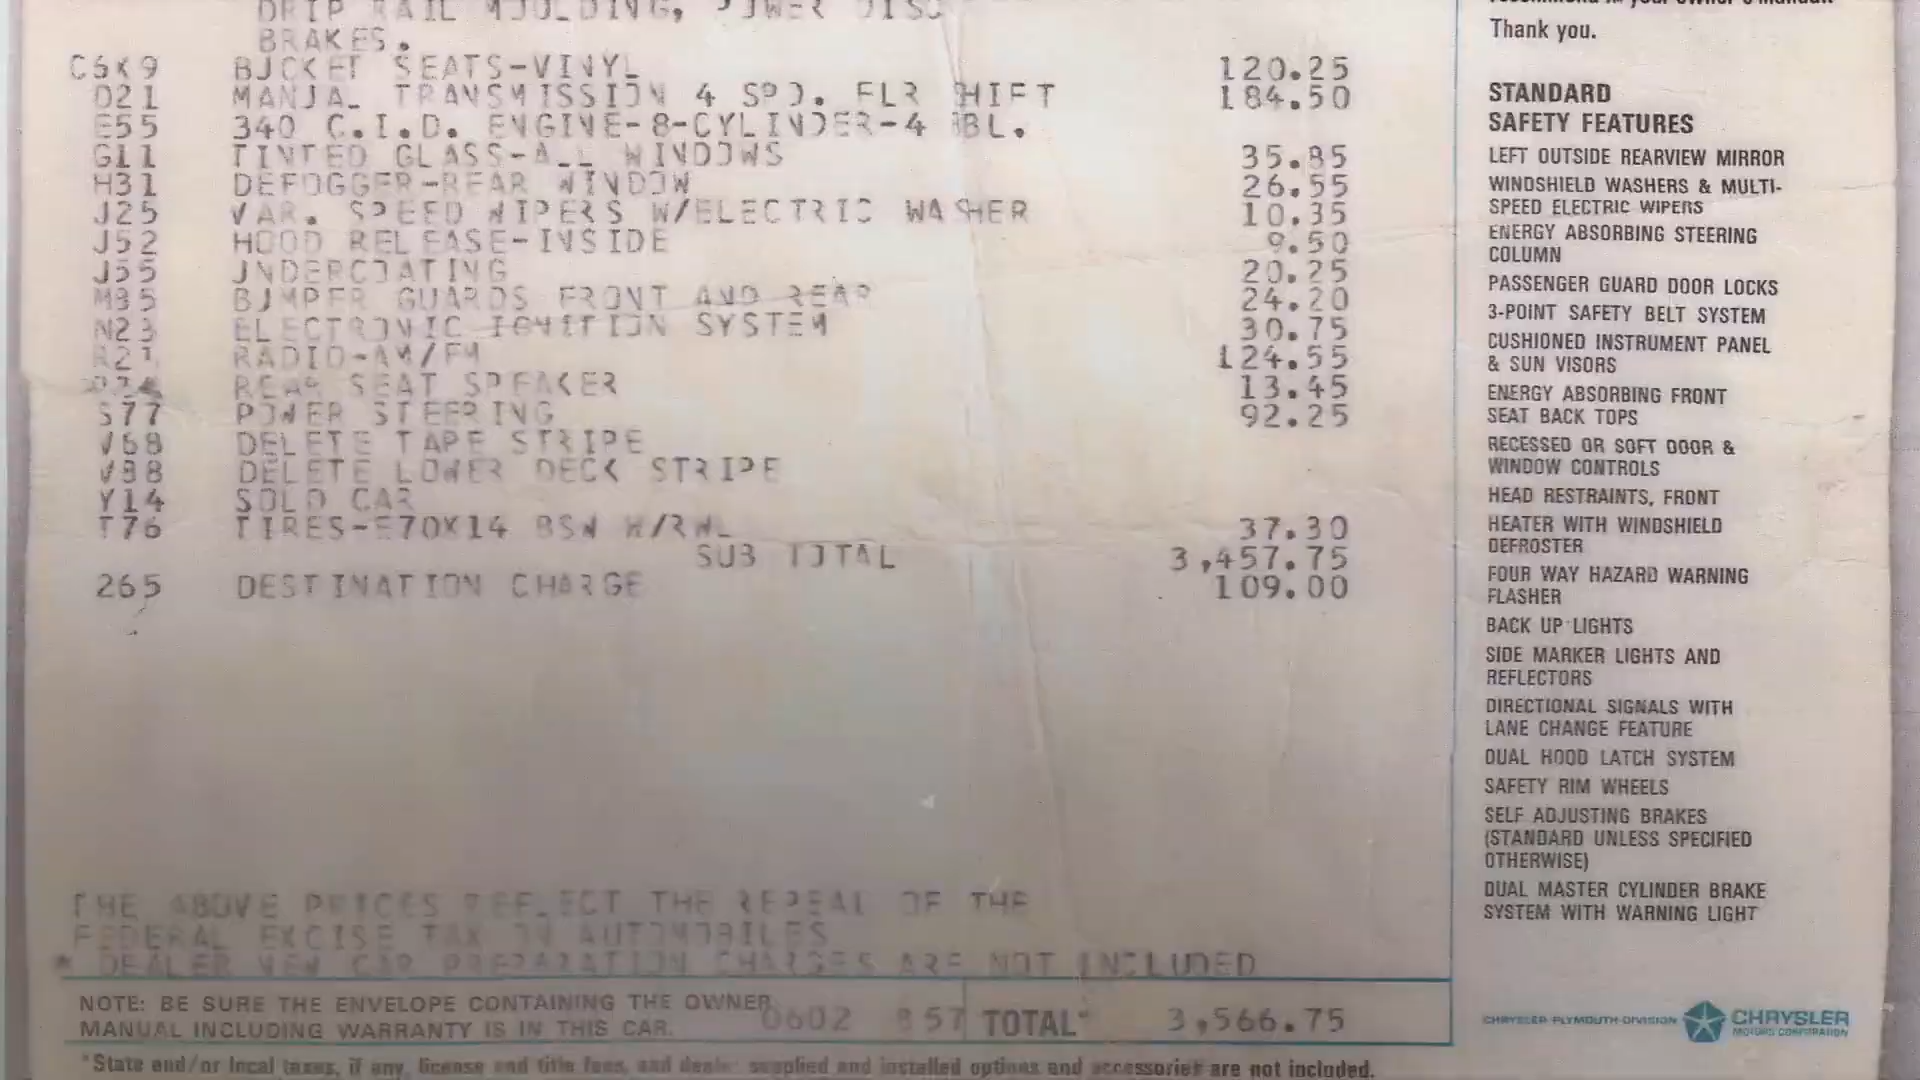 DRIP RAIL MOULDING, POWER DISC
BRAKES.
C6X9 BUCKET SEATS-VINYL 120.25
D21 MANUAL TRANSMISSION 4 SPD. FLR SHIFT 184.50
E55 340 C.I.D. ENGINE-8-CYLINDER-4 BBL.
G11 TINTED GLASS-ALL WINDOWS 35.85
H31 DEFOGGER-REAR WINDOW 26.55
J25 VAR. SPEED WIPERS W/ELECTRIC WASHER 10.35
J52 HOOD RELEASE-INSIDE 9.50
J55 UNDERCOATING 20.25
M85 BUMPER GUARDS FRONT AND REAR 24.20
N23 ELECTRONIC IGNITION SYSTEM 30.75
R21 RADIO-AM/FM 124.55
REAR SEAT SPEAKER 13.45
S77 POWER STEERING 92.25
V68 DELETE TAPE STRIPE
V88 DELETE LOWER DECK STRIPE
Y14 SOLD CAR
T76 TIRES-E70X14 BSW W/RWL 37.30
SUB TOTAL 3,457.75
265 DESTINATION CHARGE 109.00
THE ABOVE PRICES REFLECT THE REPEAL OF THE
FEDERAL EXCISE TAX ON AUTOMOBILES
* DEALER NEW CAR PREPARATION CHARGES ARE NOT INCLUDED
NOTE: BE SURE THE ENVELOPE CONTAINING THE OWNER
MANUAL INCLUDING WARRANTY IS IN THIS CAR.
0602 857 TOTAL* 3,566.75
*State and/or local taxes, if any, license and title fees, and dealer supplied and installed options and accessories are not included.
recommend in your owner's manual.
Thank you.
STANDARD
SAFETY FEATURES
LEFT OUTSIDE REARVIEW MIRROR
WINDSHIELD WASHERS & MULTI-
SPEED ELECTRIC WIPERS
ENERGY ABSORBING STEERING
COLUMN
PASSENGER GUARD DOOR LOCKS
3-POINT SAFETY BELT SYSTEM
CUSHIONED INSTRUMENT PANEL
& SUN VISORS
ENERGY ABSORBING FRONT
SEAT BACK TOPS
RECESSED OR SOFT DOOR &
WINDOW CONTROLS
HEAD RESTRAINTS, FRONT
HEATER WITH WINDSHIELD
DEFROSTER
FOUR WAY HAZARD WARNING
FLASHER
BACK UP LIGHTS
SIDE MARKER LIGHTS AND
REFLECTORS
DIRECTIONAL SIGNALS WITH
LANE CHANGE FEATURE
DUAL HOOD LATCH SYSTEM
SAFETY RIM WHEELS
SELF ADJUSTING BRAKES
(STANDARD UNLESS SPECIFIED
OTHERWISE)
DUAL MASTER CYLINDER BRAKE
SYSTEM WITH WARNING LIGHT
CHRYSLER-PLYMOUTH-DIVISION CHRYSLER
MOTORS CORPORATION